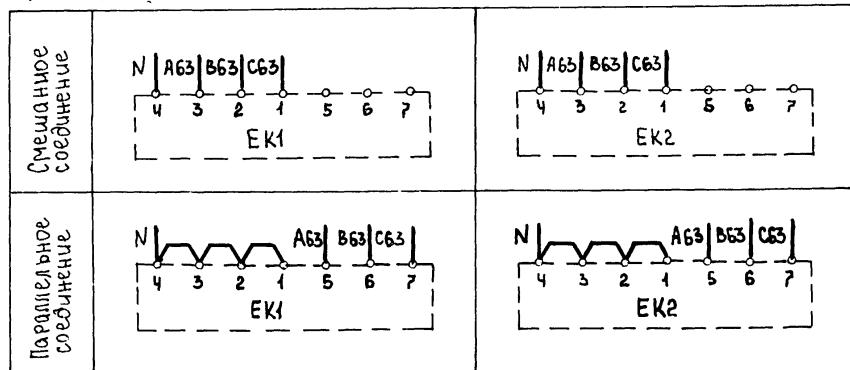 Смешанное
соединение
N А63 В63 С63
4 3 2 1 5 6 7
ЕК1
N А63 В63 С63
4 3 2 1 5 6 7
ЕК2
Параллельное
соединение
N А63 В63 С63
4 3 2 1 5 6 7
ЕК1
N А63 В63 С63
4 3 2 1 5 6 7
ЕК2